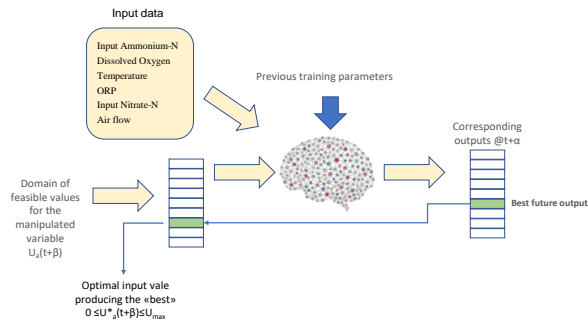 Input data
Input Ammonium-N
Dissolved Oxygen
Temperature
ORP
Input Nitrate-N
Air flow
Previous training parameters
Corresponding
outputs @t+α
Domain of
feasible values
for the
manipulated
variable
Ua(t+β)
Best future output
Optimal input vale
producing the «best»
0 ≤U*a(t+β)≤Umax